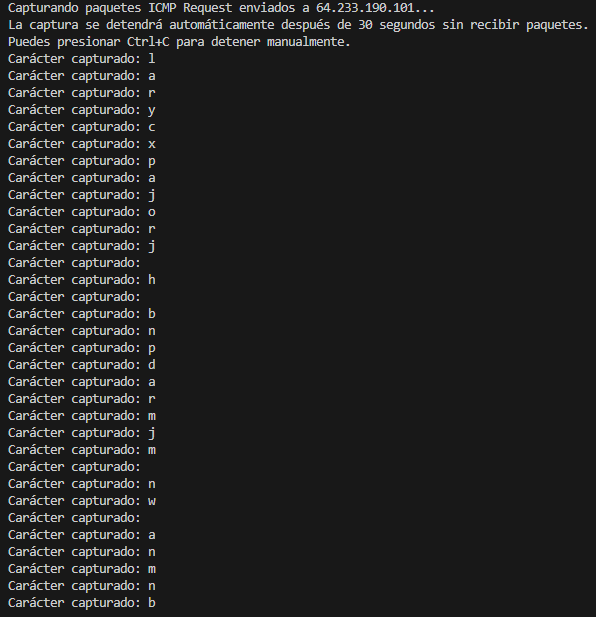 Capturando paquetes ICMP Request enviados a 64.233.190.101...
La captura se detendrá automáticamente después de 30 segundos sin recibir paquetes.
Puedes presionar Ctrl+C para detener manualmente.
Carácter capturado: l
Carácter capturado: a
Carácter capturado: r
Carácter capturado: y
Carácter capturado: c
Carácter capturado: x
Carácter capturado: p
Carácter capturado: a
Carácter capturado: j
Carácter capturado: o
Carácter capturado: r
Carácter capturado: j
Carácter capturado:
Carácter capturado: h
Carácter capturado:
Carácter capturado: b
Carácter capturado: n
Carácter capturado: p
Carácter capturado: d
Carácter capturado: a
Carácter capturado: r
Carácter capturado: m
Carácter capturado: j
Carácter capturado: m
Carácter capturado:
Carácter capturado: n
Carácter capturado: w
Carácter capturado:
Carácter capturado: a
Carácter capturado: n
Carácter capturado: m
Carácter capturado: n
Carácter capturado: b